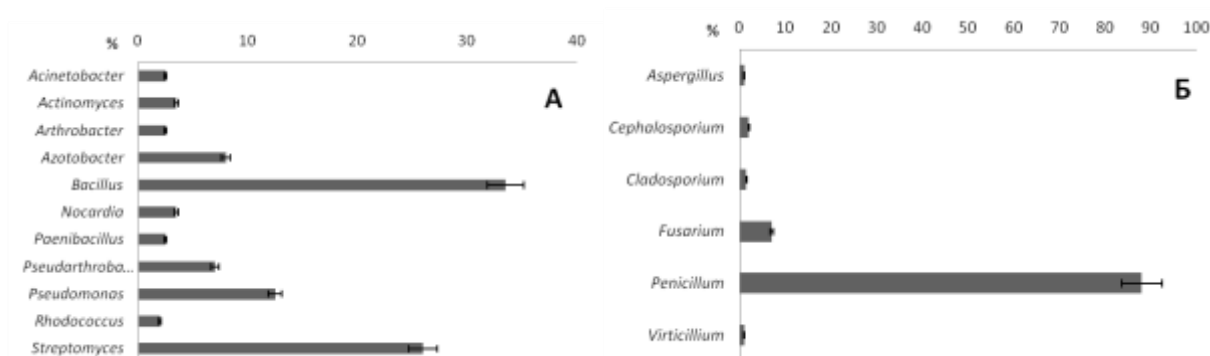 % 0 10 20 30 40
Acinetobacter
Actinomyces
Arthrobacter
Azotobacter
Bacillus
Nocardia
Paenibacillus
Pseudarthroba...
Pseudomonas
Rhodococcus
Streptomyces
А
% 0 10 20 30 40 50 60 70 80 90 100
Aspergillus
Cephalosporium
Cladosporium
Fusarium
Penicillum
Virticillium
Б